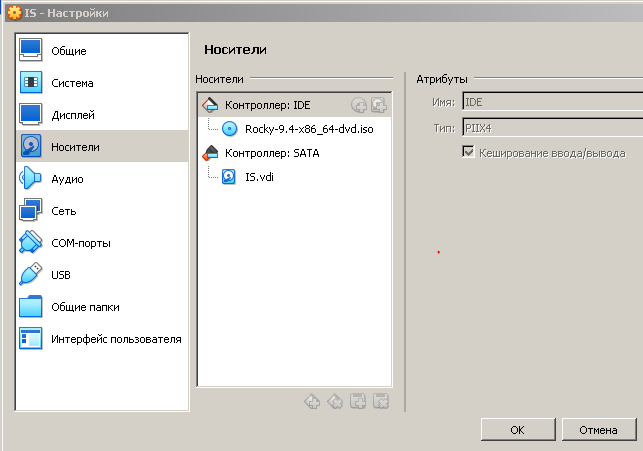 IS - Настройки
Общие
Система
Дисплей
Носители
Аудио
Сеть
COM-порты
USB
Общие папки
Интерфейс пользователя
Носители
Носители
Контроллер: IDE
Rocky-9.4-x86_64-dvd.iso
Контроллер: SATA
IS.vdi
Атрибуты
Имя: IDE
Тип: PIIX4
Кеширование ввода/вывода
OK
Отмена